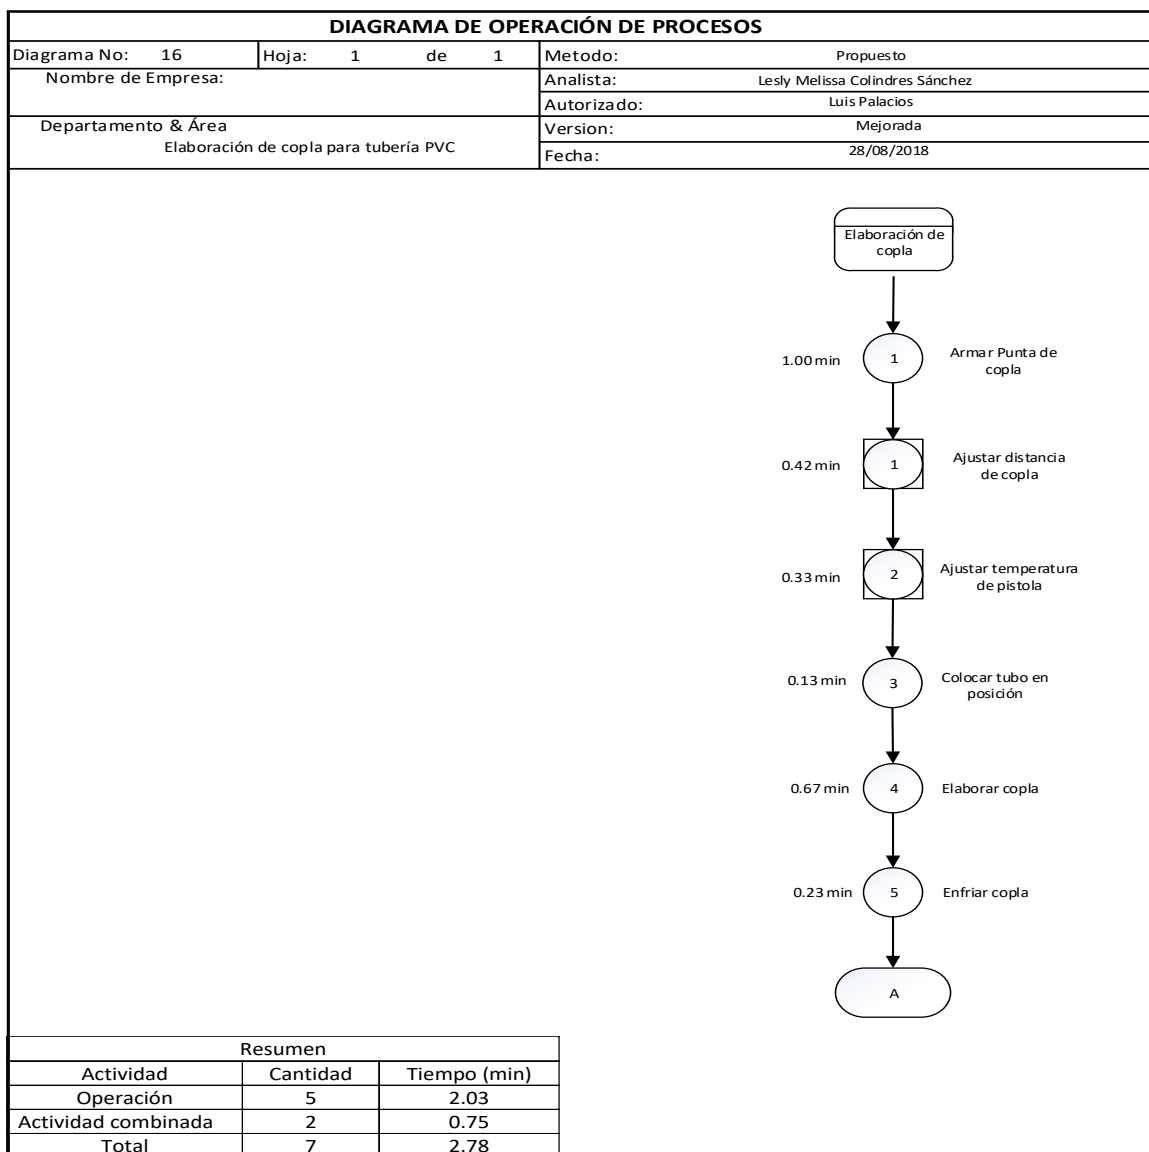 DIAGRAMA DE OPERACIÓN DE PROCESOS
Diagrama No: 16 Hoja: 1 de 1 Metodo: Propuesto
Nombre de Empresa: Analista: Lesly Melissa Colindres Sánchez
Autorizado: Luis Palacios
Departamento & Área Version: Mejorada
Elaboración de copla para tubería PVC Fecha: 28/08/2018
Elaboración de
copla
1.00 min 1 Armar Punta de
copla
0.42 min 1 Ajustar distancia
de copla
0.33 min 2 Ajustar temperatura
de pistola
0.13 min 3 Colocar tubo en
posición
0.67 min 4 Elaborar copla
0.23 min 5 Enfriar copla
A
Resumen
Actividad Cantidad Tiempo (min)
Operación 5 2.03
Actividad combinada 2 0.75
Total 7 2.78